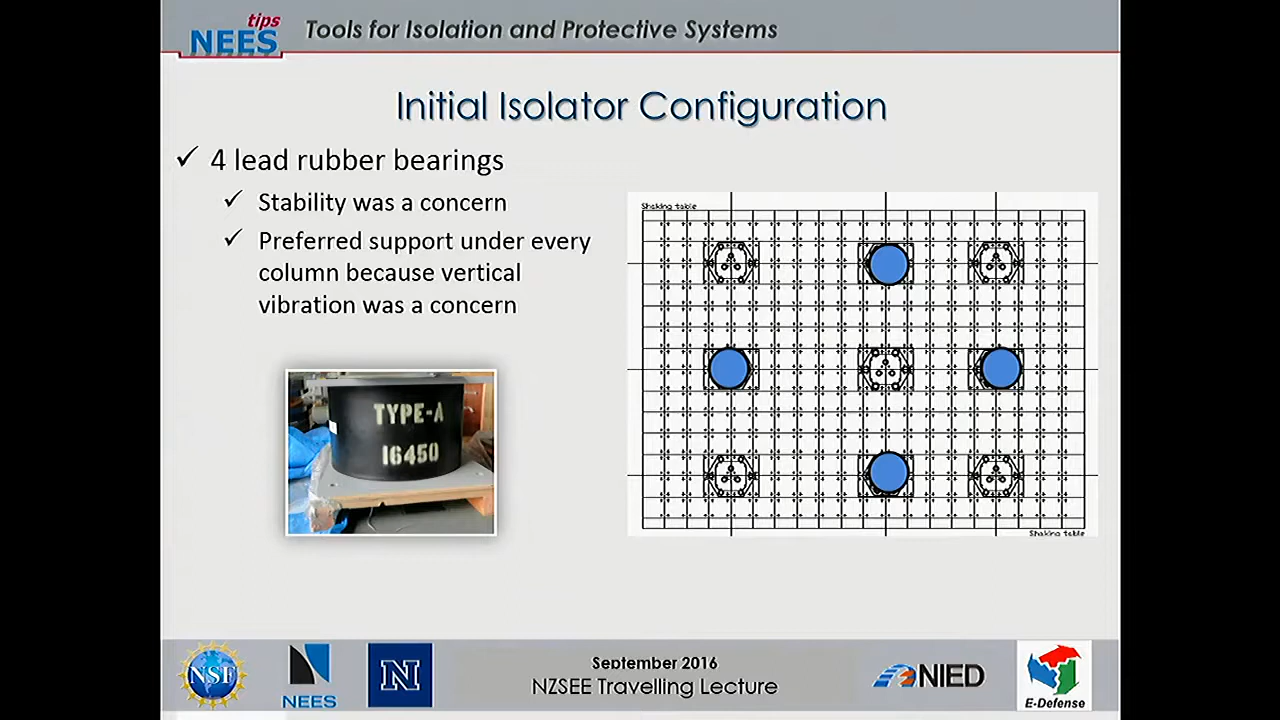 tips
NEES
Tools for Isolation and Protective Systems
Initial Isolator Configuration
✓ 4 lead rubber bearings
✓ Stability was a concern
✓ Preferred support under every
column because vertical
vibration was a concern
Shaking table
TYPE-A
16450
Shaking table
NSF
NEES
N
September 2016
NZSEE Travelling Lecture
NIED
E-Defense